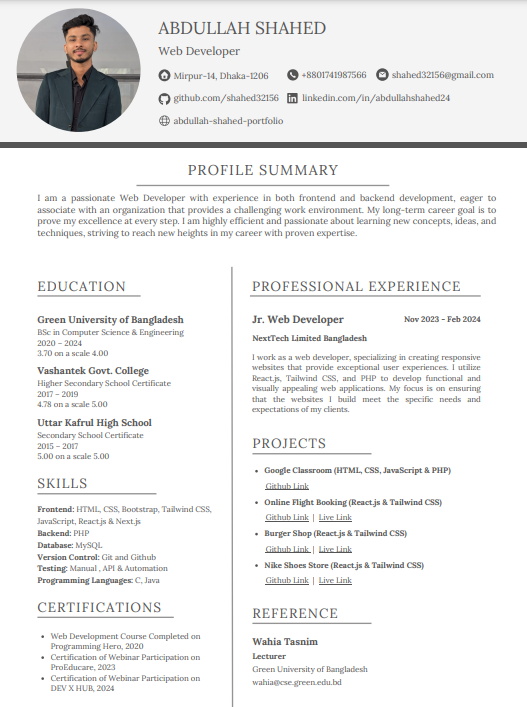 ABDULLAH SHAHED
Web Developer
Mirpur-14, Dhaka-1206
+8801741987566
shahed32156@gmail.com
github.com/shahed32156
linkedin.com/in/abdullahshahed24
abdullah-shahed-portfolio
PROFILE SUMMARY
I am a passionate Web Developer with experience in both frontend and backend development, eager to
associate with an organization that provides a challenging work environment. My long-term career goal is to
prove my excellence at every step. I am highly efficient and passionate about learning new concepts, ideas, and
techniques, striving to reach new heights in my career with proven expertise.
EDUCATION
Green University of Bangladesh
BSc in Computer Science & Engineering
2020 – 2024
3.70 on a scale 4.00
Vashantek Govt. College
Higher Secondary School Certificate
2017 – 2019
4.78 on a scale 5.00
Uttar Kafrul High School
Secondary School Certificate
2015 – 2017
5.00 on a scale 5.00
SKILLS
Frontend: HTML, CSS, Bootstrap, Tailwind CSS,
JavaScript, React.js & Next.js
Backend: PHP
Database: MySQL
Version Control: Git and Github
Testing: Manual , API & Automation
Programming Languages: C, Java
CERTIFICATIONS
• Web Development Course Completed on
Programming Hero, 2020
• Certification of Webinar Participation on
ProEducare, 2023
• Certification of Webinar Participation on
DEV X HUB, 2024
PROFESSIONAL EXPERIENCE
Jr. Web Developer Nov 2023 – Feb 2024
NextTech Limited Bangladesh
I work as a web developer, specializing in creating responsive
websites that provide exceptional user experiences. I utilize
React.js, Tailwind CSS, and PHP to develop functional and
visually appealing web applications. My focus is on ensuring
that the websites I build meet the specific needs and
expectations of my clients.
PROJECTS
• Google Classroom (HTML, CSS, JavaScript & PHP)
Github Link
• Online Flight Booking (React.js & Tailwind CSS)
Github Link | Live Link
• Burger Shop (React.js & Tailwind CSS)
Github Link | Live Link
• Nike Shoes Store (React.js & Tailwind CSS)
Github Link | Live Link
REFERENCE
Wahia Tasnim
Lecturer
Green University of Bangladesh
wahia@cse.green.edu.bd